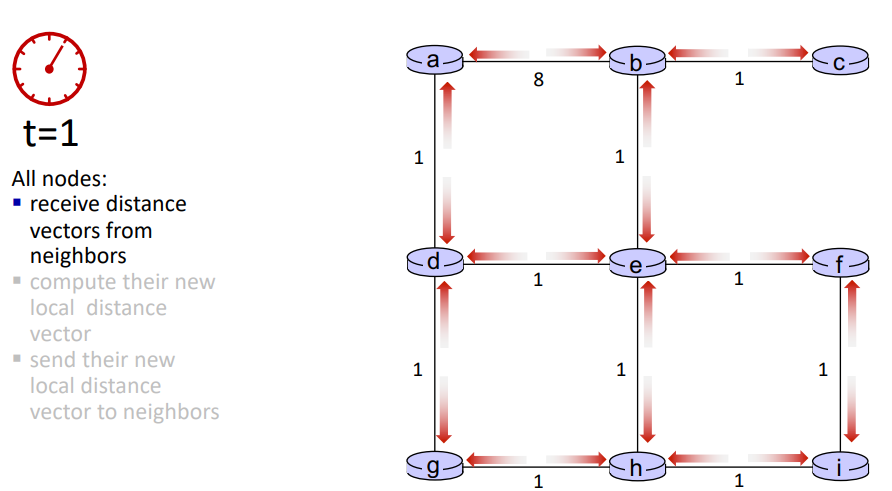 t=1
All nodes:
▪ receive distance
vectors from
neighbors
▪ compute their new
local distance
vector
▪ send their new
local distance
vector to neighbors
a
b
c
8
1
1
1
d
e
f
1
1
1
1
1
g
h
i
1
1